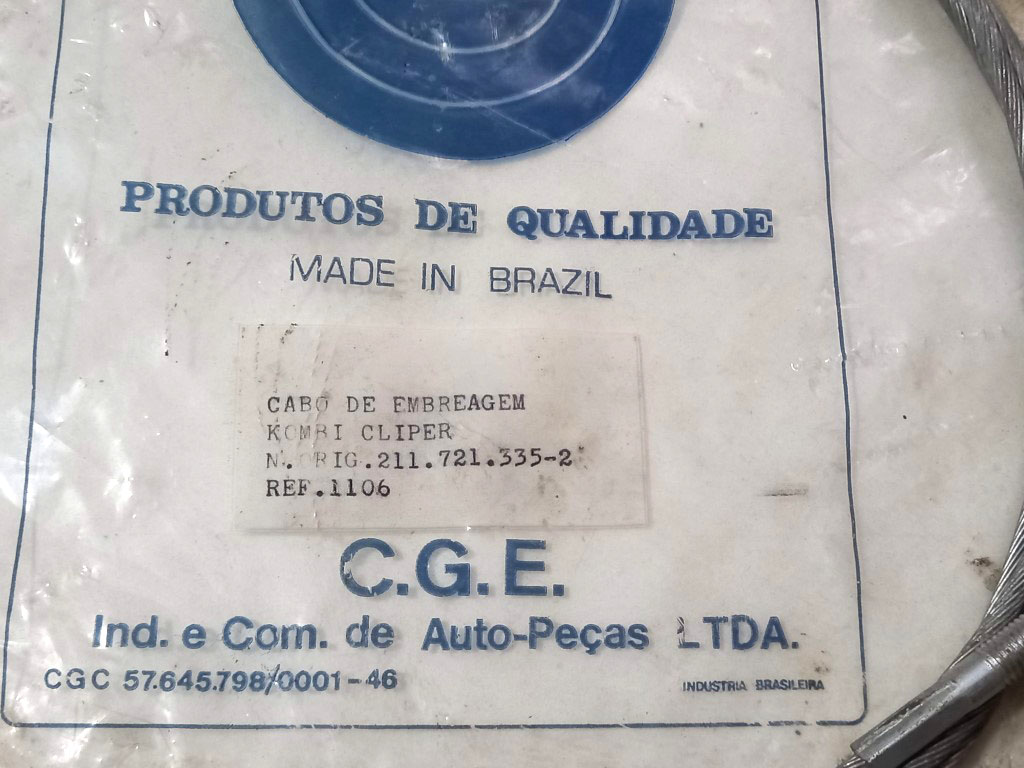 PRODUTOS DE QUALIDADE
MADE IN BRAZIL
CABO DE EMBREAGEM
KOMBI CLIPER
N. ORIG.211.721.335-2
REF.1106
C.G.E.
Ind. e Com. de Auto-Peças LTDA.
CGC 57.645.798/0001-46
INDUSTRIA BRASILEIRA